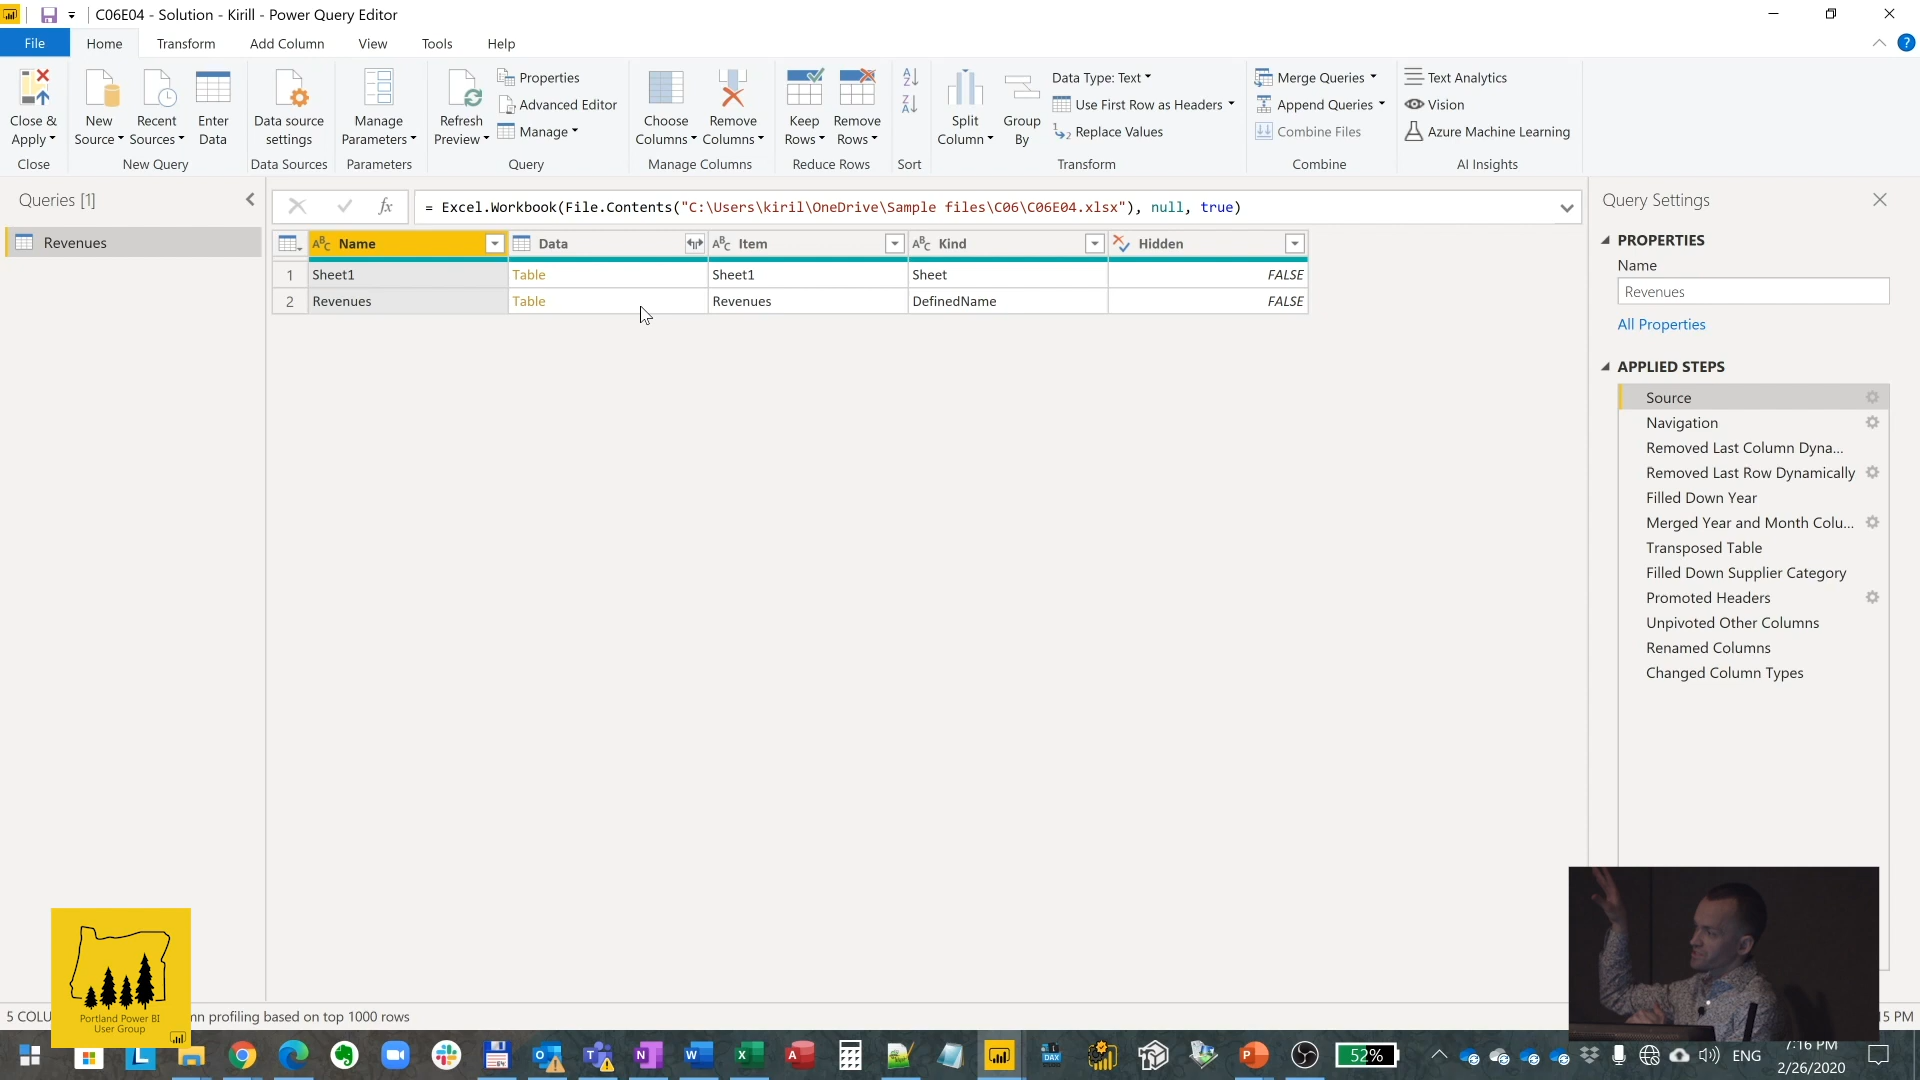 C06E04 - Solution - Kirill - Power Query Editor
File Home Transform Add Column View Tools Help
Close & Apply
Close
New Source
Recent Sources
Enter Data
New Query
Data source settings
Data Sources
Manage Parameters
Parameters
Refresh Preview
Properties
Advanced Editor
Manage
Query
Choose Columns
Remove Columns
Manage Columns
Keep Rows
Remove Rows
Reduce Rows
Sort
Split Column
Group By
Data Type: Text
Use First Row as Headers
Replace Values
Transform
Merge Queries
Append Queries
Combine Files
Combine
Text Analytics
Vision
Azure Machine Learning
AI Insights
Queries [1]
Revenues
fx
= Excel.Workbook(File.Contents("C:\Users\kiril\OneDrive\Sample files\C06\C06E04.xlsx"), null, true)
Name Data Item Kind Hidden
1 Sheet1 Table Sheet1 Sheet FALSE
2 Revenues Table Revenues DefinedName FALSE
Query Settings
PROPERTIES
Name
Revenues
All Properties
APPLIED STEPS
Source
Navigation
Removed Last Column Dyna...
Removed Last Row Dynamically
Filled Down Year
Merged Year and Month Colu...
Transposed Table
Filled Down Supplier Category
Promoted Headers
Unpivoted Other Columns
Renamed Columns
Changed Column Types
Portland Power BI
User Group
5 COLU
mn profiling based on top 1000 rows
5 PM
52%
ENG
7:16 PM
2/26/2020